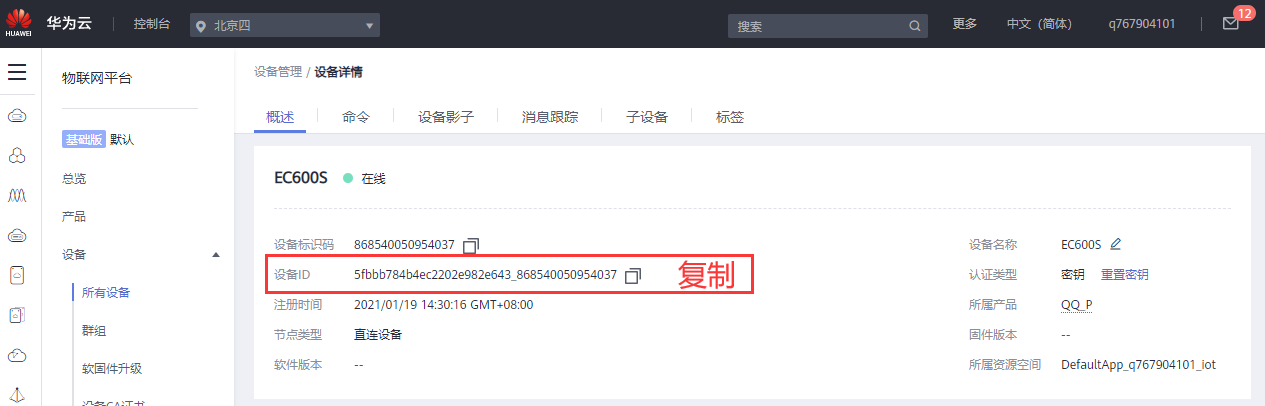 HUAWEI 华为云 控制台 北京四 搜索 更多 中文（简体） q767904101 12
物联网平台
基础版 默认
总览
产品
设备
所有设备
群组
软固件升级
设备CA证书
设备管理 / 设备详情
概述 命令 设备影子 消息跟踪 子设备 标签
EC600S 在线
设备标识码 868540050954037 设备名称 EC600S
设备ID 5fbbb784b4ec2202e982e643_868540050954037 复制 认证类型 密钥 重置密钥
注册时间 2021/01/19 14:30:16 GMT+08:00 所属产品 QQ_P
节点类型 直连设备 固件版本 --
软件版本 -- 所属资源空间 DefaultApp_q767904101_iot